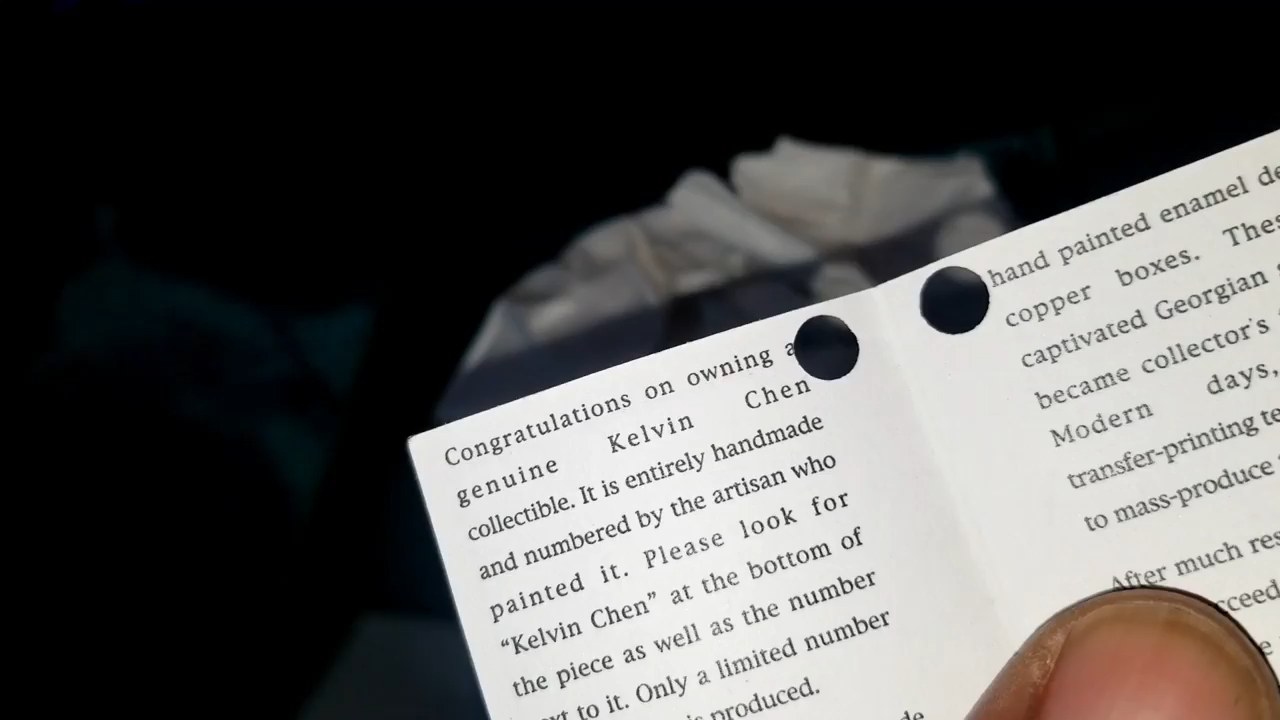 Congratulations on owning a
genuine Kelvin Chen
collectible. It is entirely handmade
and numbered by the artisan who
painted it. Please look for
“Kelvin Chen” at the bottom of
the piece as well as the number
to it. Only a limited number
is produced.
hand painted enamel
copper boxes.
captivated Georgian
became collector's
Modern days,
transfer-printing
to mass-produce
After much